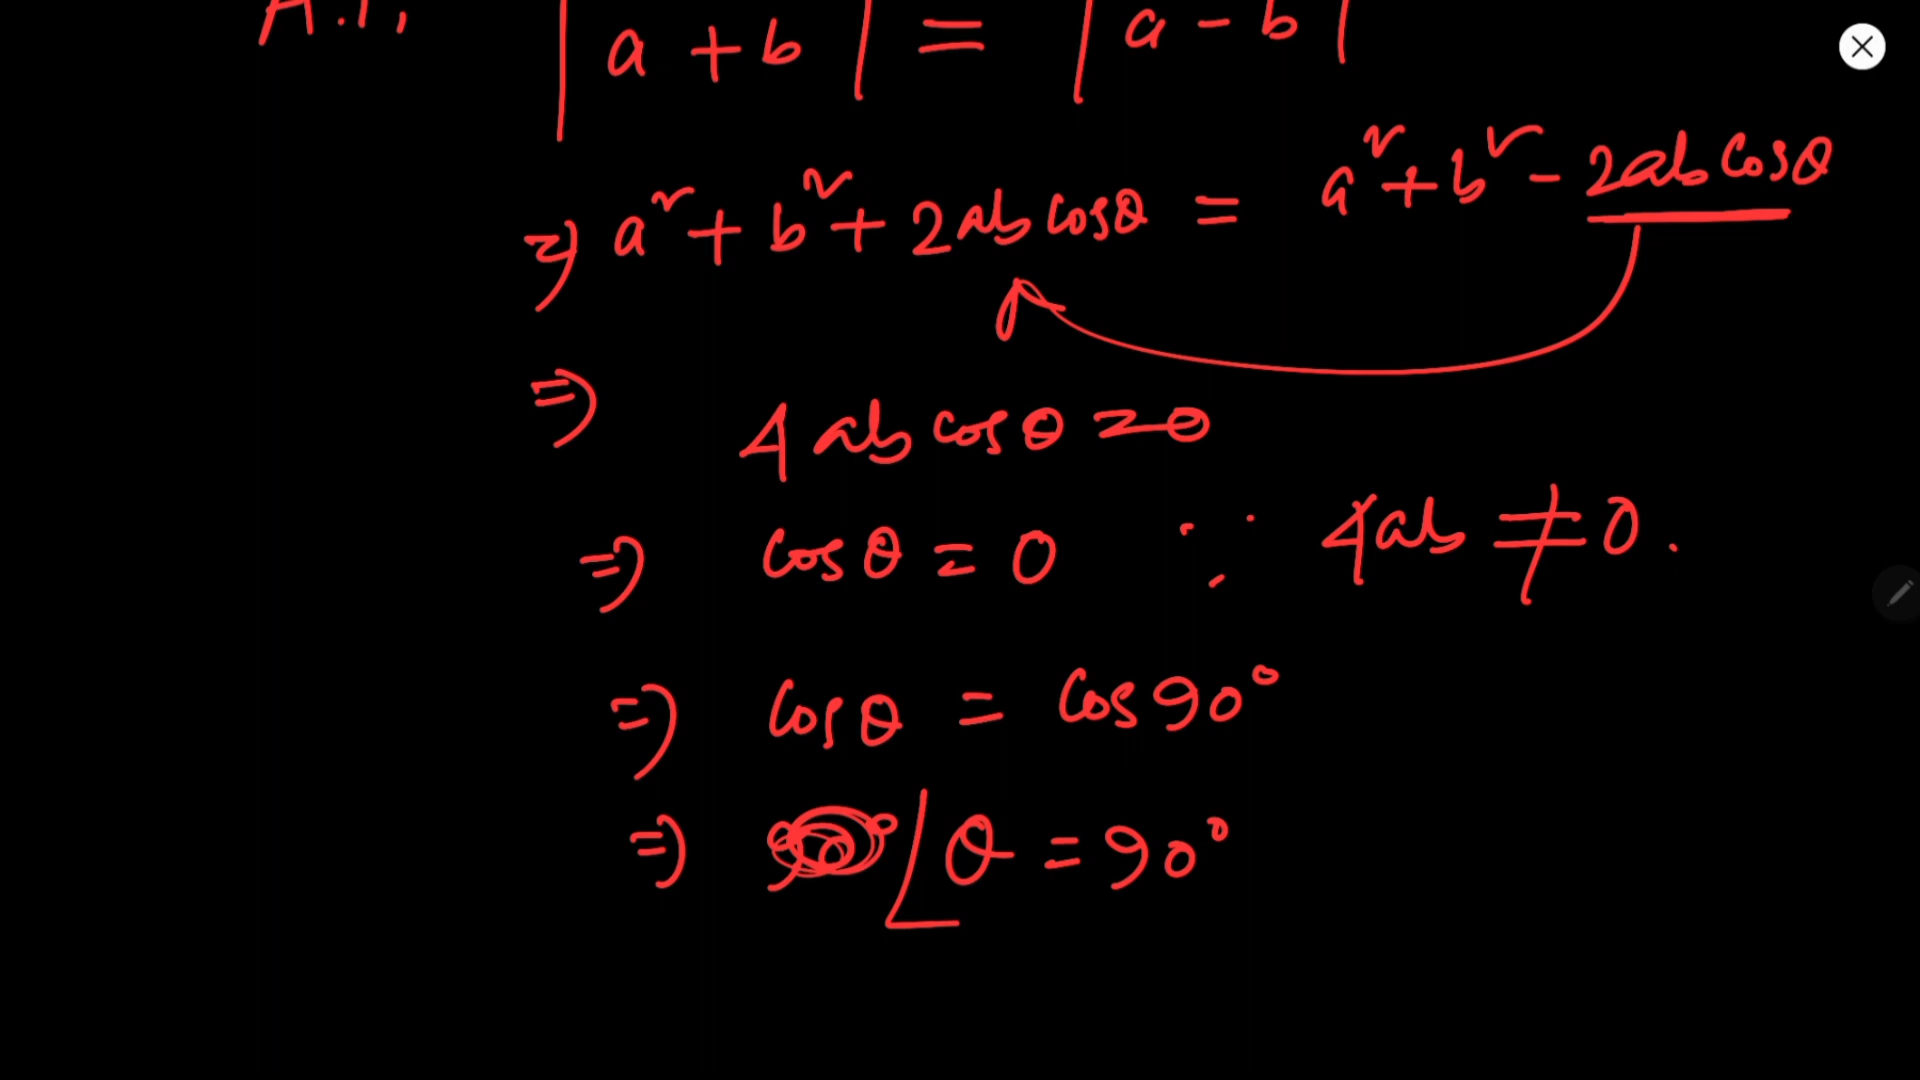 A.T,
|a + b| = |a - b|
⇒ a² + b² + 2ab cosθ = a² + b² - 2ab cosθ
⇒ 4ab cosθ = 0
⇒ cosθ = 0 ∵ 4ab ≠ 0.
⇒ cosθ = cos90°
⇒ ∠θ = 90°